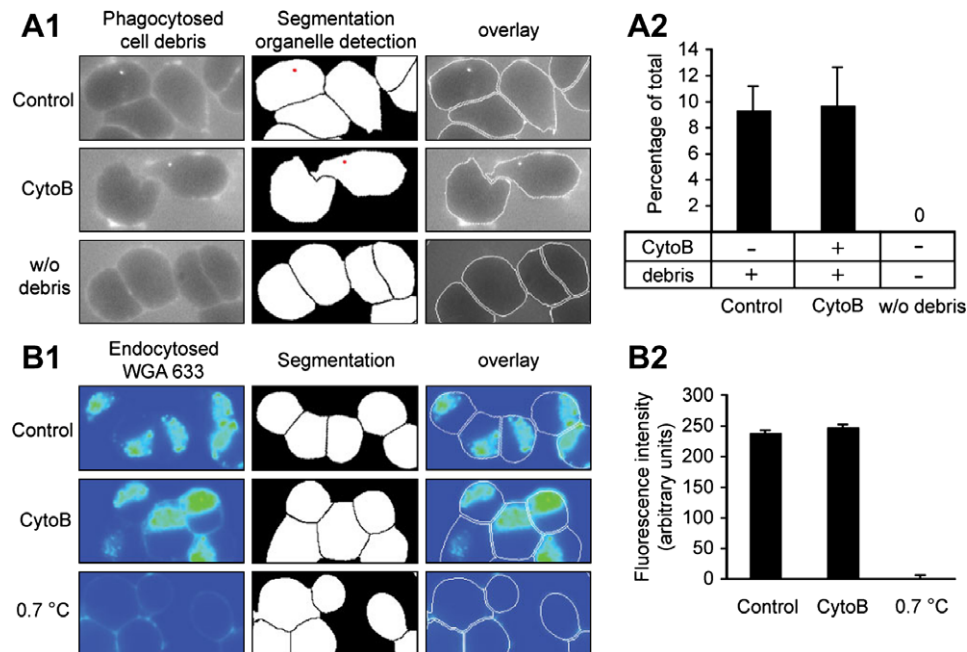 A1
Phagocytosed
cell debris
Segmentation
organelle detection
overlay
Control
CytoB
w/o
debris
A2
Percentage of total
14
12
10
8
6
4
2
0
CytoB - + -
debris + + -
Control CytoB w/o debris
B1
Endocytosed
WGA 633
Segmentation
overlay
Control
CytoB
0.7 °C
B2
Fluorescence intensity
(arbitrary units)
300
250
200
150
100
50
0
Control CytoB 0.7 °C